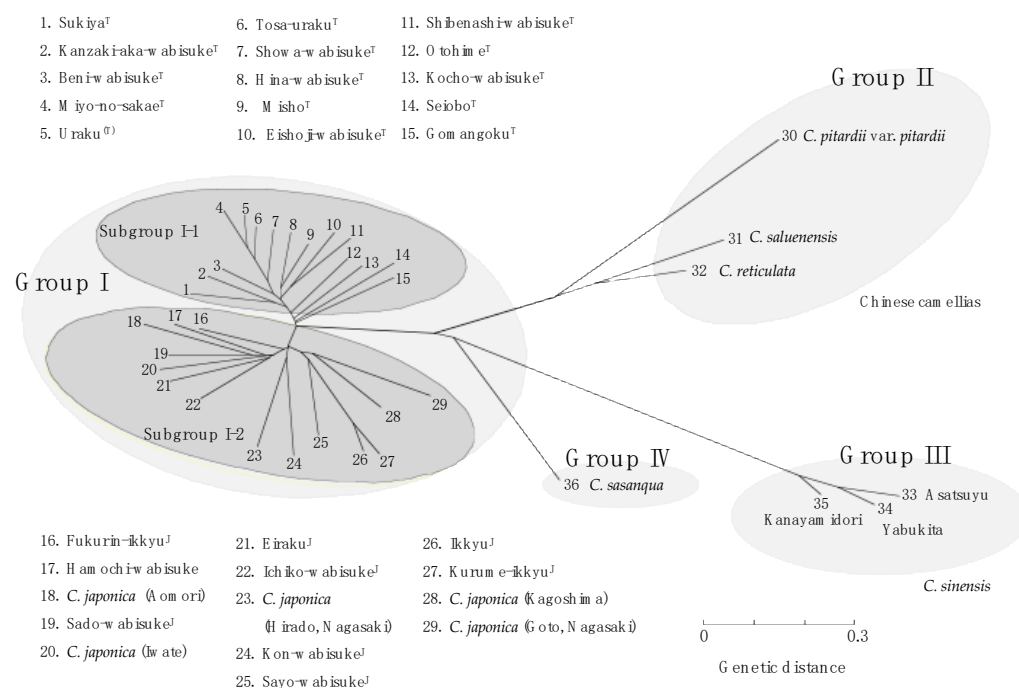 1. Sukiyaᵀ
2. Kanzaki-aka-wabisukeᵀ
3. Beni-wabisukeᵀ
4. Miyo-no-sakaeᵀ
5. Uraku⁽ᵀ⁾
6. Tosa-urakuᵀ
7. Showa-wabisukeᵀ
8. Hina-wabisukeᵀ
9. Mishoᵀ
10. Eishoji-wabisukeᵀ
11. Shibenashi-wabisukeᵀ
12. Otohimeᵀ
13. Kocho-wabisukeᵀ
14. Seioboᵀ
15. Gomangokuᵀ
Group II
30 C. pitardii var. pitardii
31 C. saluenensis
32 C. reticulata
Chinese camellias
Group I
Subgroup I-1
4
5
6
7
8
9
10
11
12
13
14
15
3
2
1
18
17
16
19
20
21
22
Subgroup I-2
23
24
25
26
27
28
29
Group IV
36 C. sasanqua
Group III
33 Asatsuyu
34
Yabukita
35
Kanayamidori
C. sinensis
16. Fukurin-ikkyuᴶ
17. Hamochi-wabisuke
18. C. japonica (Aomori)
19. Sado-wabisukeᴶ
20. C. japonica (Iwate)
21. Eirakuᴶ
22. Ichiko-wabisukeᴶ
23. C. japonica
(Hirado, Nagasaki)
24. Kon-wabisukeᴶ
25. Sayo-wabisukeᴶ
26. Ikkyuᴶ
27. Kurume-ikkyuᴶ
28. C. japonica (Kagoshima)
29. C. japonica (Goto, Nagasaki)
0 0.3
Genetic distance